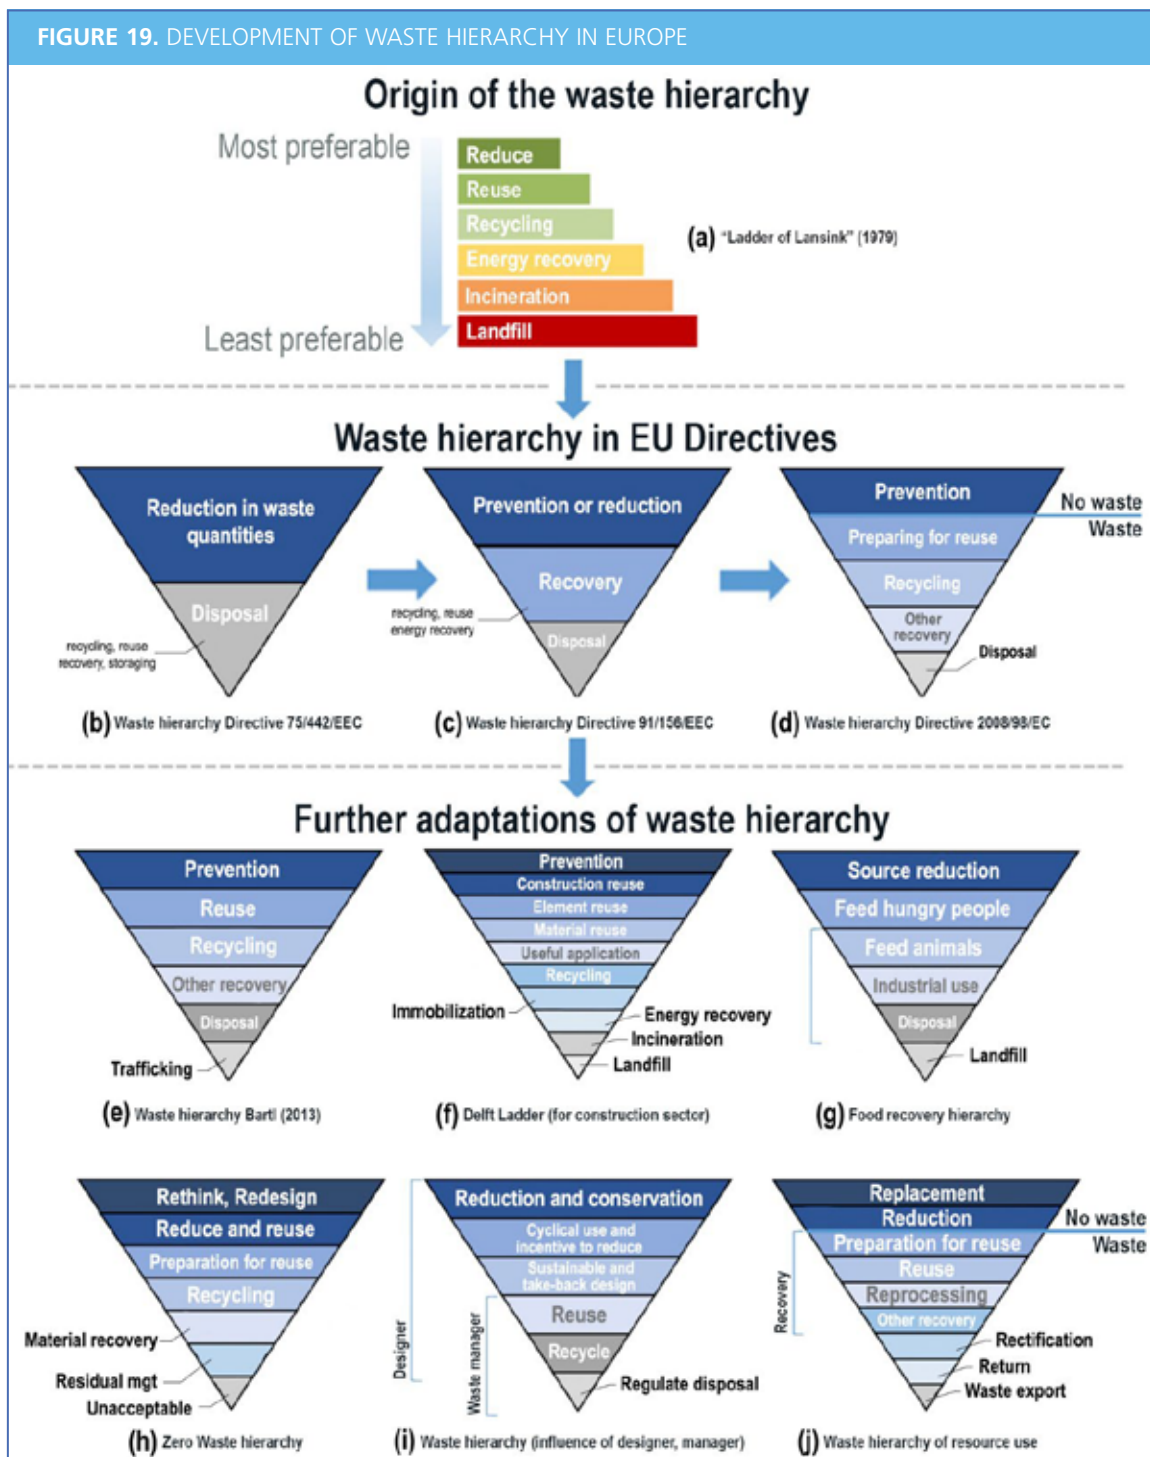 FIGURE 19. DEVELOPMENT OF WASTE HIERARCHY IN EUROPE
Origin of the waste hierarchy
Most preferable
Least preferable
Reduce
Reuse
Recycling
Energy recovery
Incineration
Landfill
(a) "Ladder of Lansink" (1979)
Waste hierarchy in EU Directives
Reduction in waste
quantities
Disposal
recycling, reuse
recovery, storaging
(b) Waste hierarchy Directive 75/442/EEC
Prevention or reduction
Recovery
recycling, reuse
energy recovery
Disposal
(c) Waste hierarchy Directive 91/156/EEC
Prevention
No waste
Waste
Preparing for reuse
Recycling
Other
recovery
Disposal
(d) Waste hierarchy Directive 2008/98/EC
Further adaptations of waste hierarchy
Prevention
Reuse
Recycling
Other recovery
Disposal
Trafficking
(e) Waste hierarchy Bartl (2013)
Prevention
Construction reuse
Element reuse
Material reuse
Useful application
Recycling
Immobilization
Energy recovery
Incineration
Landfill
(f) Delft Ladder (for construction sector)
Source reduction
Feed hungry people
Feed animals
Industrial use
Disposal
Landfill
(g) Food recovery hierarchy
Rethink, Redesign
Reduce and reuse
Preparation for reuse
Recycling
Material recovery
Residual mgt
Unacceptable
(h) Zero Waste hierarchy
Designer
Waste manager
Reduction and conservation
Cyclical use and
incentive to reduce
Sustainable and
take-back design
Reuse
Recycle
Regulate disposal
(i) Waste hierarchy (influence of designer, manager)
Replacement
Reduction
No waste
Waste
Recovery
Preparation for reuse
Reuse
Reprocessing
Other recovery
Rectification
Return
Waste export
(j) Waste hierarchy of resource use